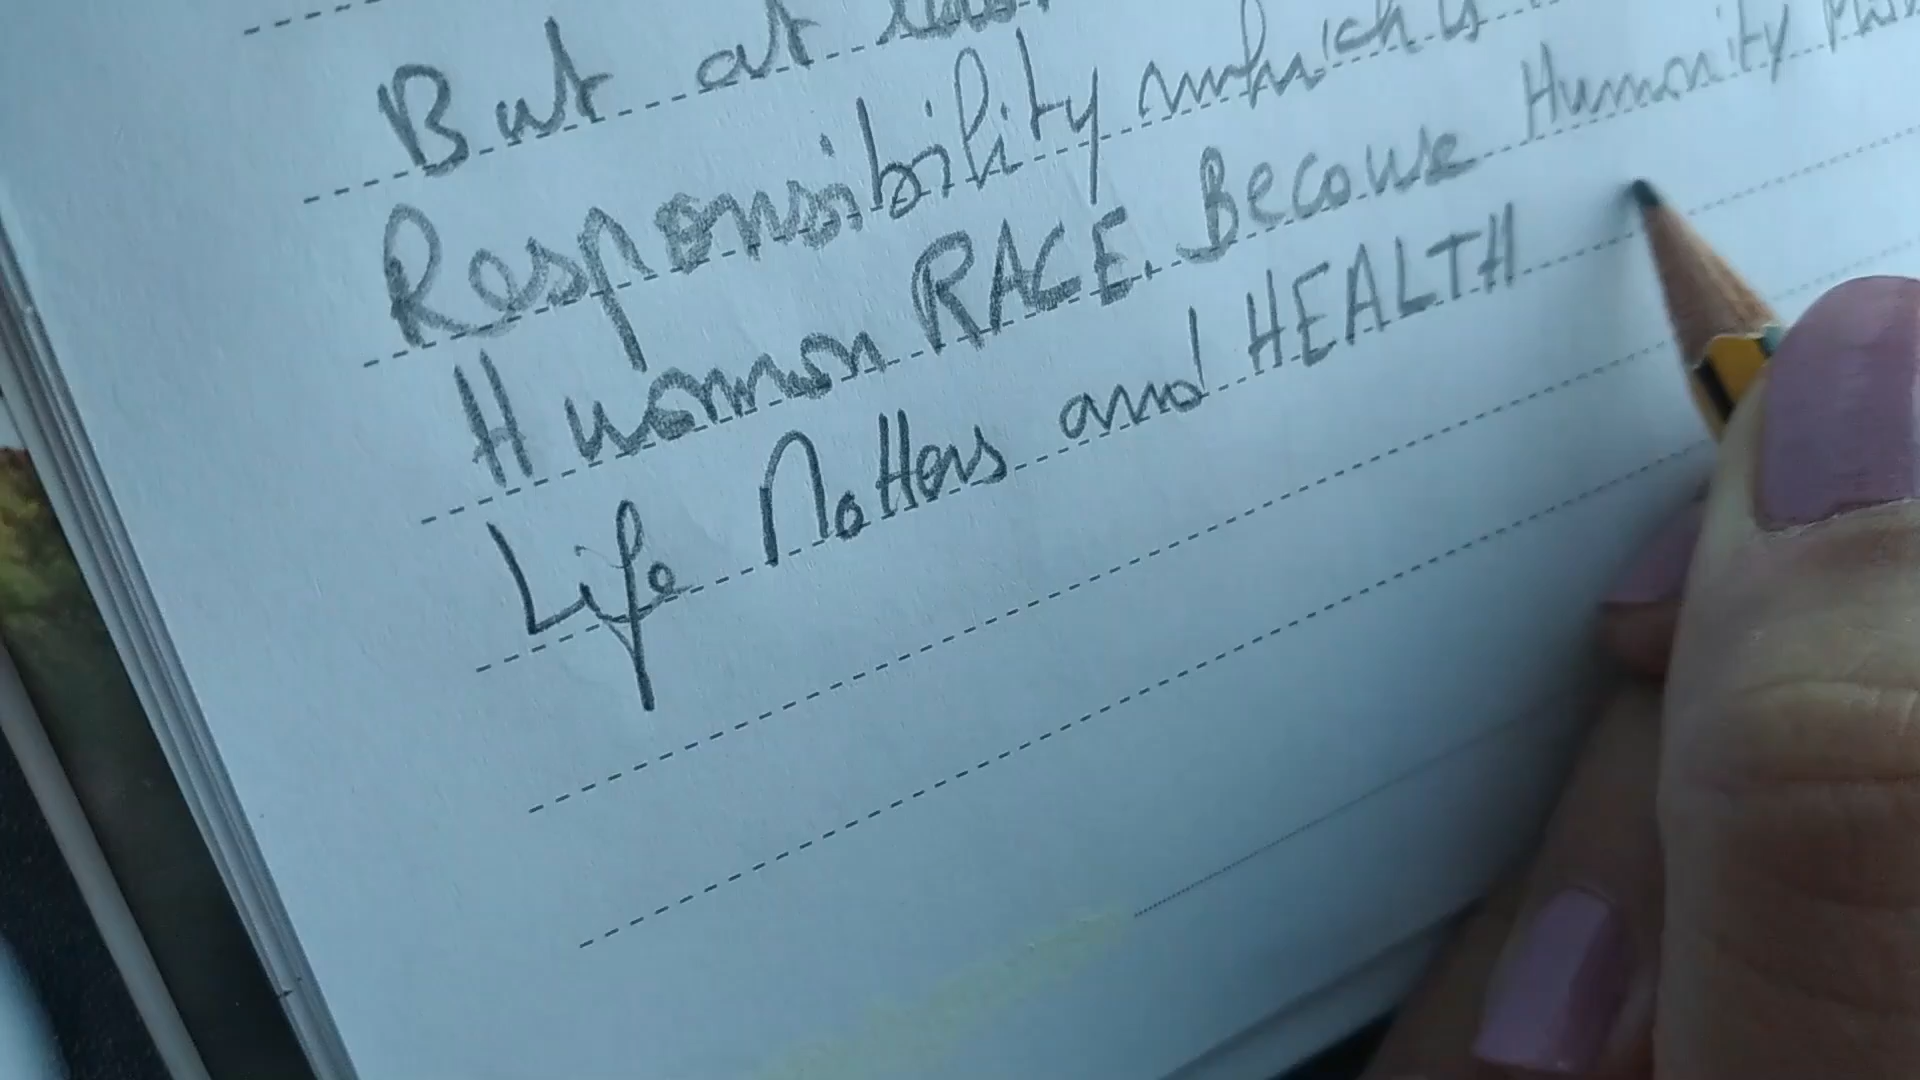 But at
Responsibility which is
Human RACE. Because Humanity
Life Matters and HEALTH